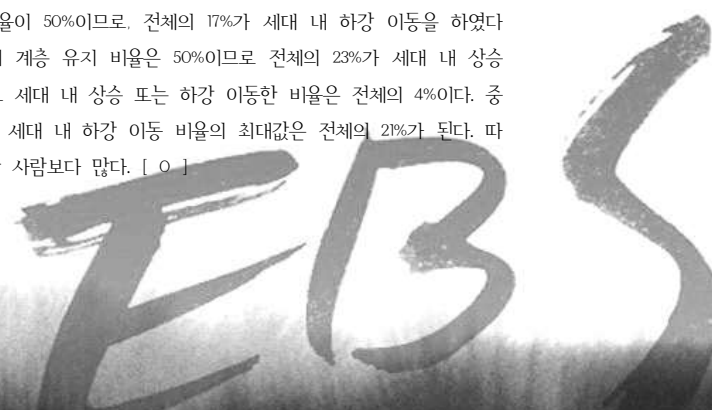 율이 50%이므로, 전체의 17%가 세대 내 하강 이동을 하였다
계층 유지 비율은 50%이므로 전체의 23%가 세대 내 상승
세대 내 상승 또는 하강 이동한 비율은 전체의 4%이다. 중
세대 내 하강 이동 비율의 최대값은 전체의 21%가 된다. 따
사람보다 많다. [ O ]
EBS